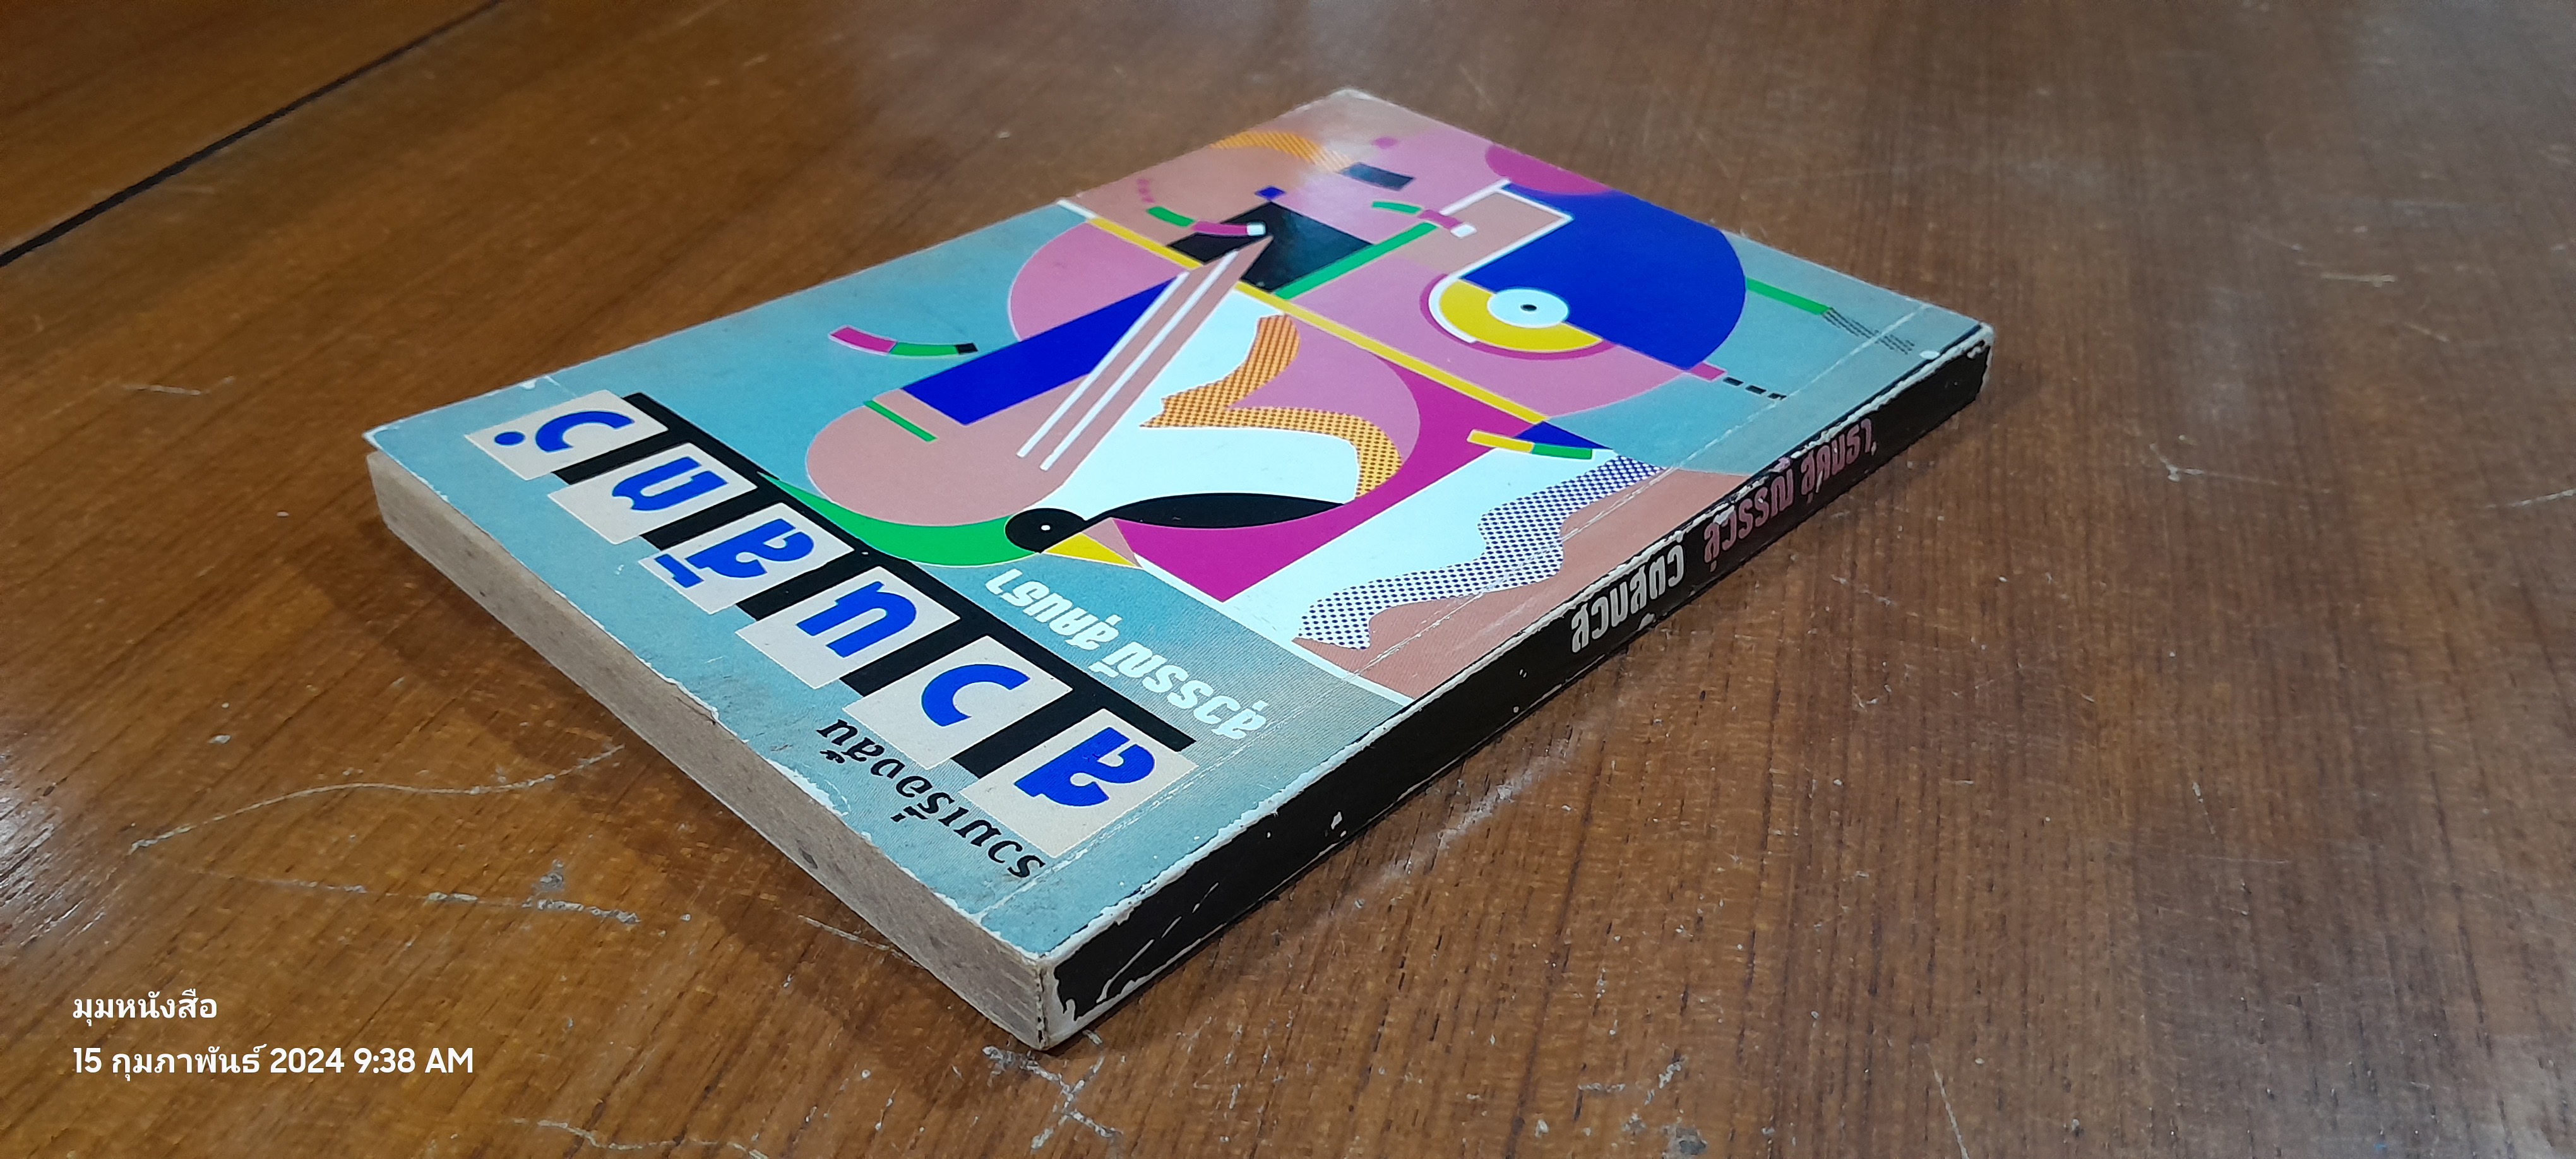 รวมเรื่องสั้น
สวนสัตว์
สุวรรณี สุคนธา
สวนสัตว์ สุวรรณี สุคนธา
มุมหนังสือ
15 กุมภาพันธ์ 2024 9:38 AM